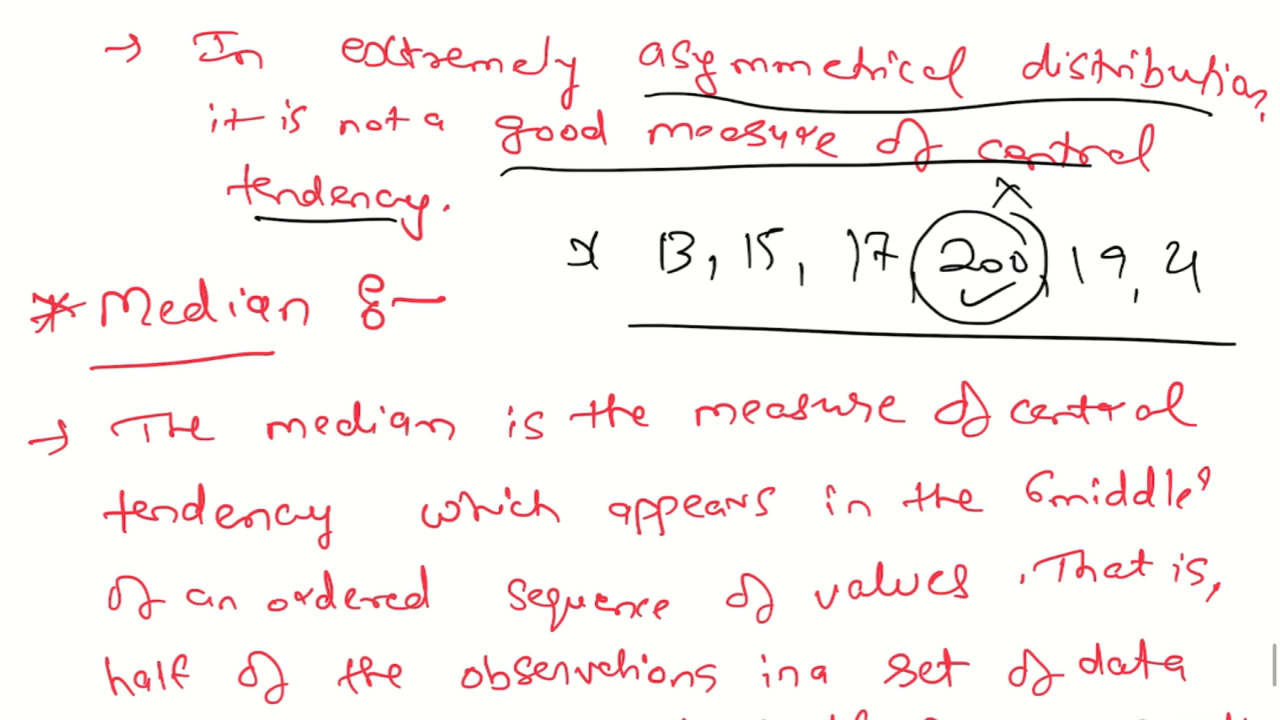 → In extremely asymmetrical distribution,
it is not a good measure of central
tendency.
x 13, 15, 17 200 19, 21
* Median :-
→ The median is the measure of central
tendency which appears in the 'middle'
of an ordered sequence of values. That is,
half of the observations in a set of data